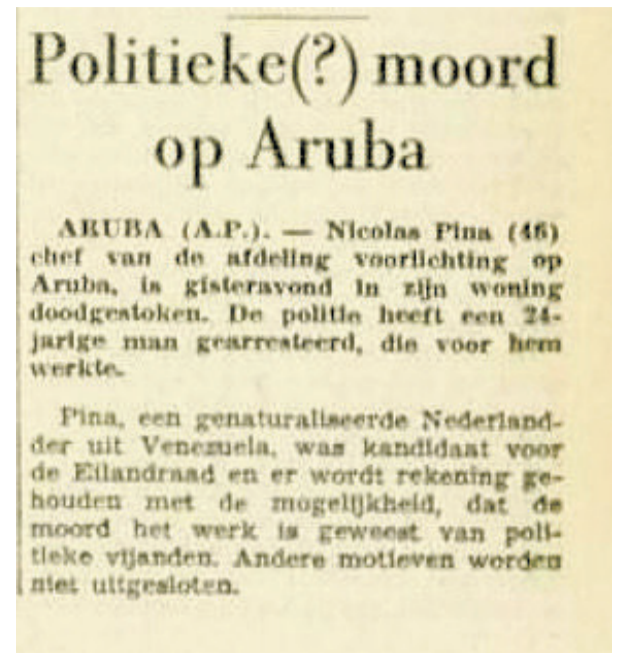 Politieke(?) moord
op Aruba
ARUBA (A.P.). — Nicolas Pina (46)
chef van de afdeling voorlichting op
Aruba, is gisteravond in zijn woning
doodgestoken. De politie heeft een 24-
jarige man gearresteerd, die voor hem
werkte.
Pina, een genaturaliseerde Nederland-
der uit Venezuela, was kandidaat voor
de Eilandraad en er wordt rekening ge-
houden met de mogelijkheid, dat de
moord het werk is geweest van poli-
tieke vijanden. Andere motieven worden
niet uitgesloten.